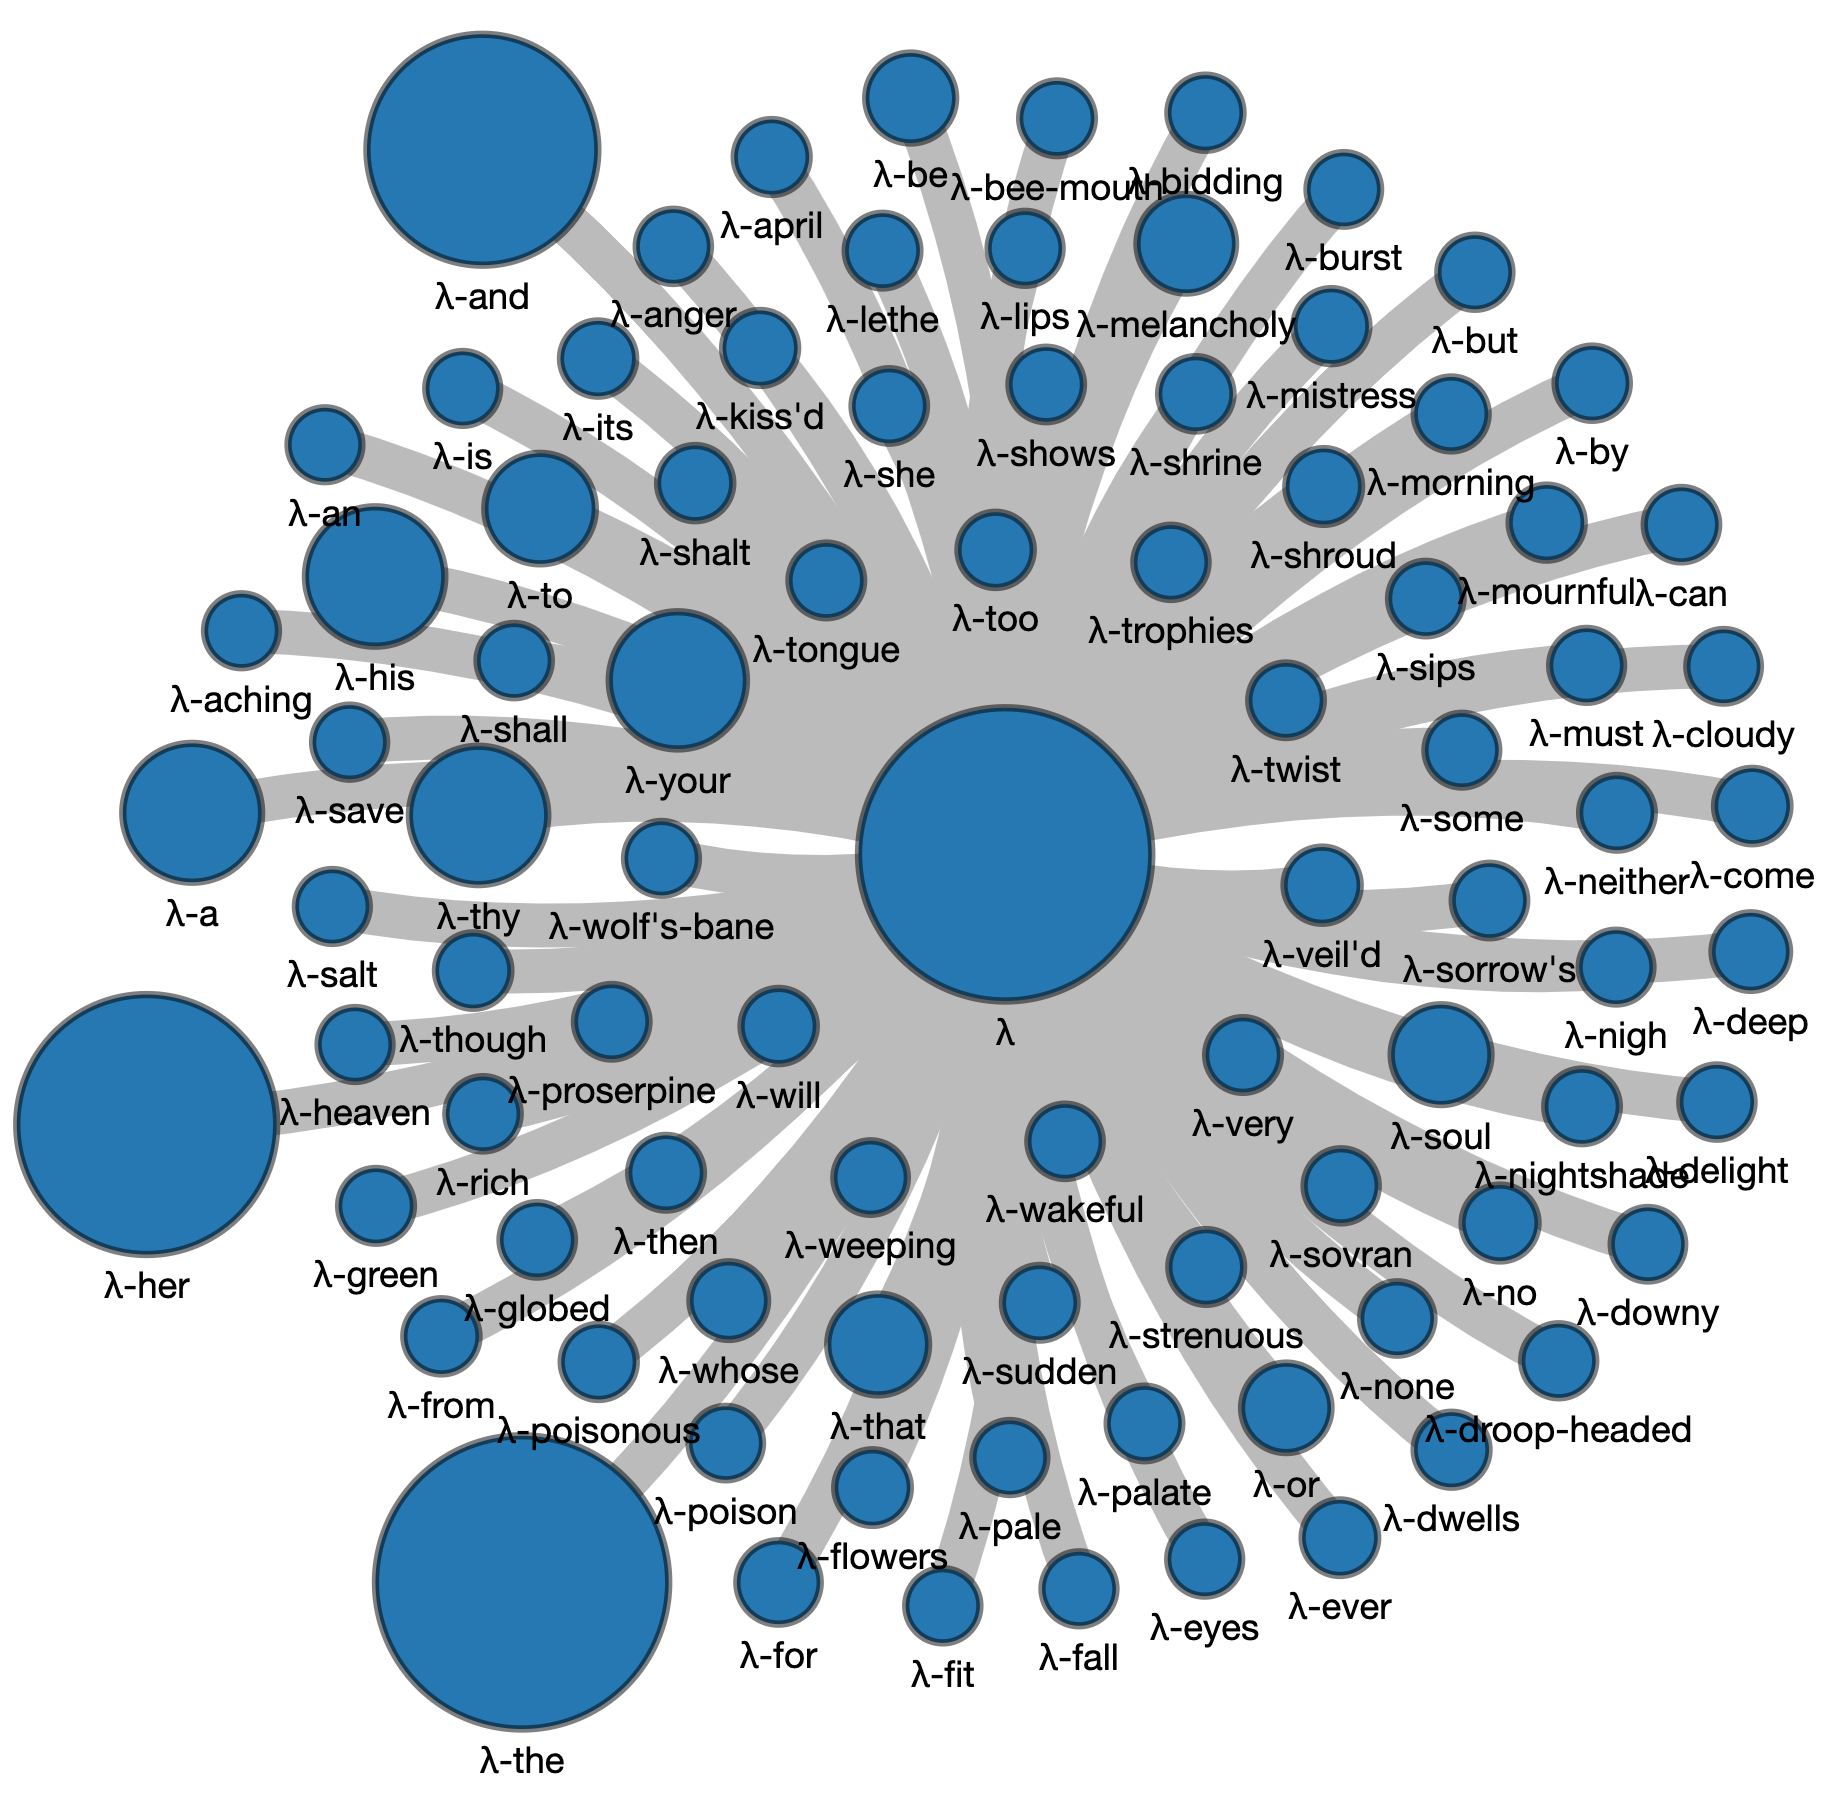 λ-be
λ-bee-mouth
λ-bidding
λ-april
λ-burst
λ-and
λ-anger
λ-lethe
λ-lips
λ-melancholy
λ-but
λ-is
λ-its
λ-kiss'd
λ-she
λ-shows
λ-shrine
λ-mistress
λ-morning
λ-by
λ-an
λ-to
λ-shalt
λ-tongue
λ-too
λ-trophies
λ-shroud
λ-mournful
λ-can
λ-aching
λ-his
λ-shall
λ-your
λ-twist
λ-sips
λ-must
λ-cloudy
λ-a
λ-save
λ-thy
λ-wolf's-bane
λ-some
λ-neither
λ-come
λ-salt
λ-though
λ-proserpine
λ-will
λ
λ-veil'd
λ-sorrow's
λ-nigh
λ-deep
λ-her
λ-heaven
λ-rich
λ-very
λ-soul
λ-nightshade
λ-delight
λ-green
λ-globed
λ-then
λ-weeping
λ-wakeful
λ-sovran
λ-no
λ-downy
λ-from
λ-poisonous
λ-whose
λ-that
λ-sudden
λ-strenuous
λ-none
λ-droop-headed
λ-poison
λ-flowers
λ-pale
λ-palate
λ-or
λ-dwells
λ-the
λ-for
λ-fit
λ-fall
λ-eyes
λ-ever